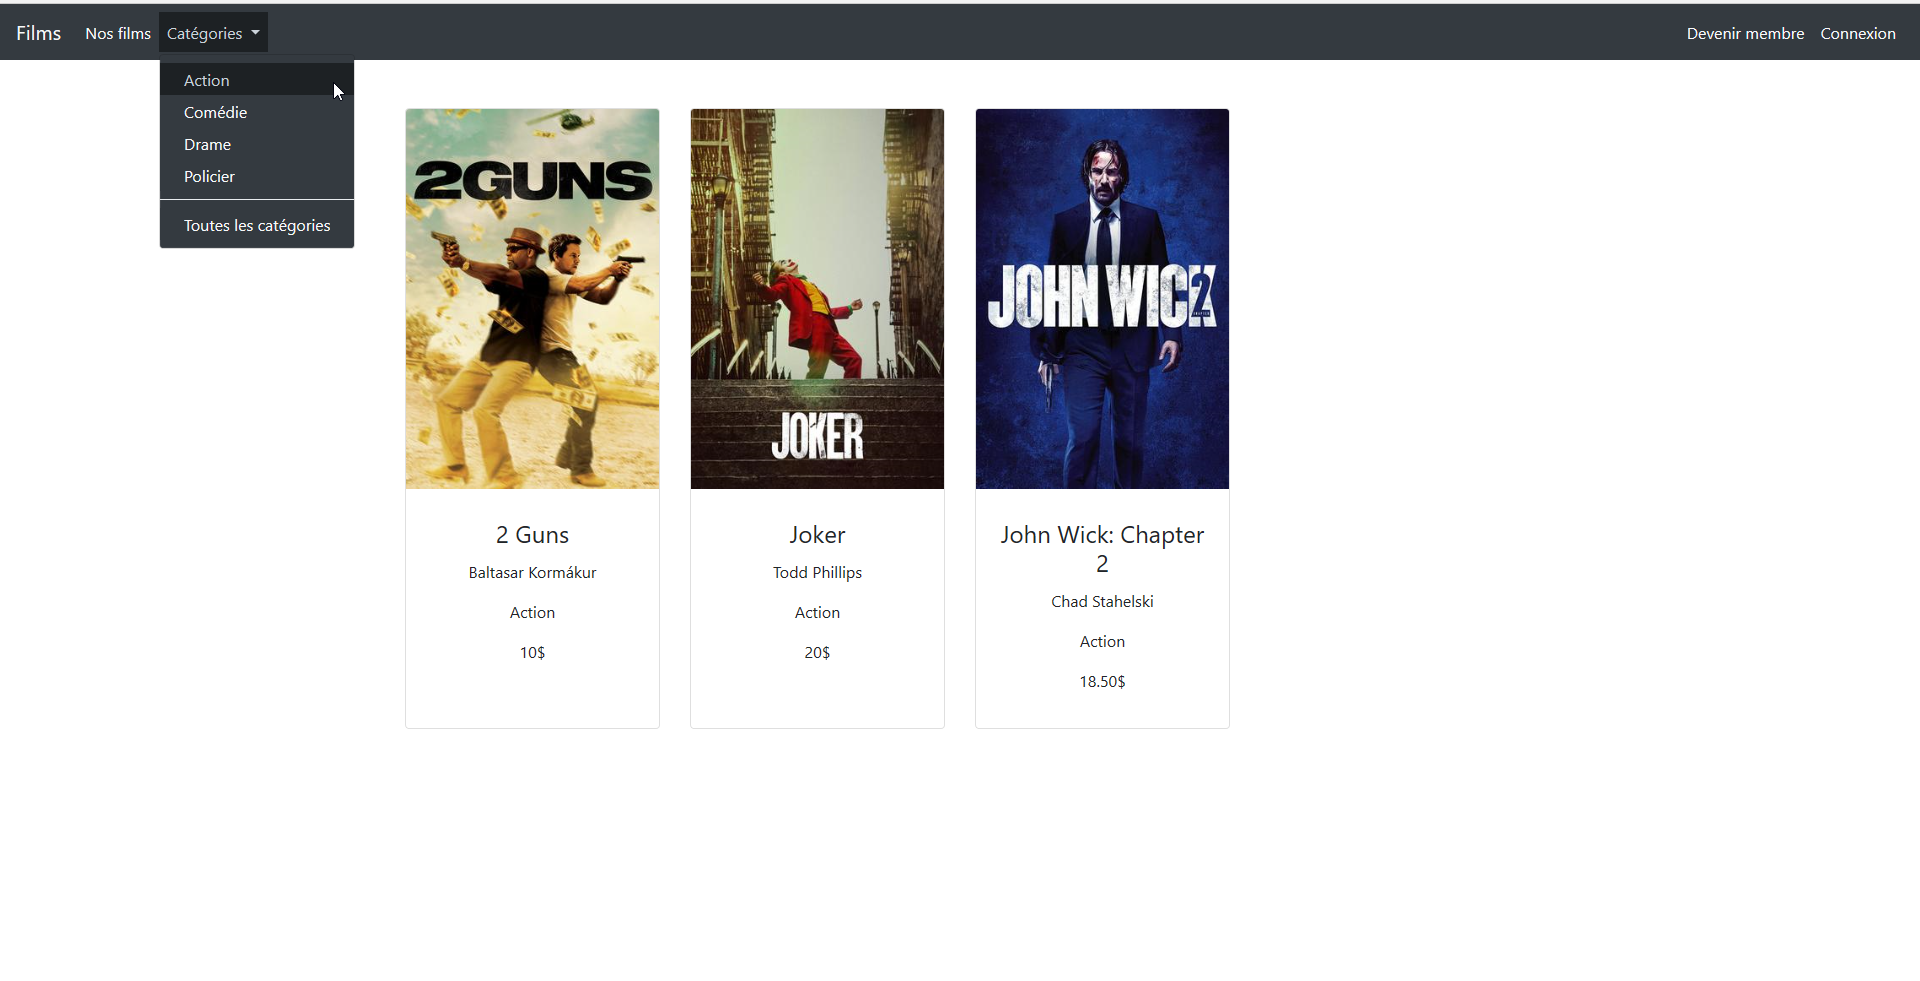 Films Nos films Catégories Devenir membre Connexion
Action
Comédie
Drame
Policier
Toutes les catégories
2GUNS
JOKER
JOHN WICK
2
CHAPTER
2 Guns
Baltasar Kormákur
Action
10$
Joker
Todd Phillips
Action
20$
John Wick: Chapter
2
Chad Stahelski
Action
18.50$